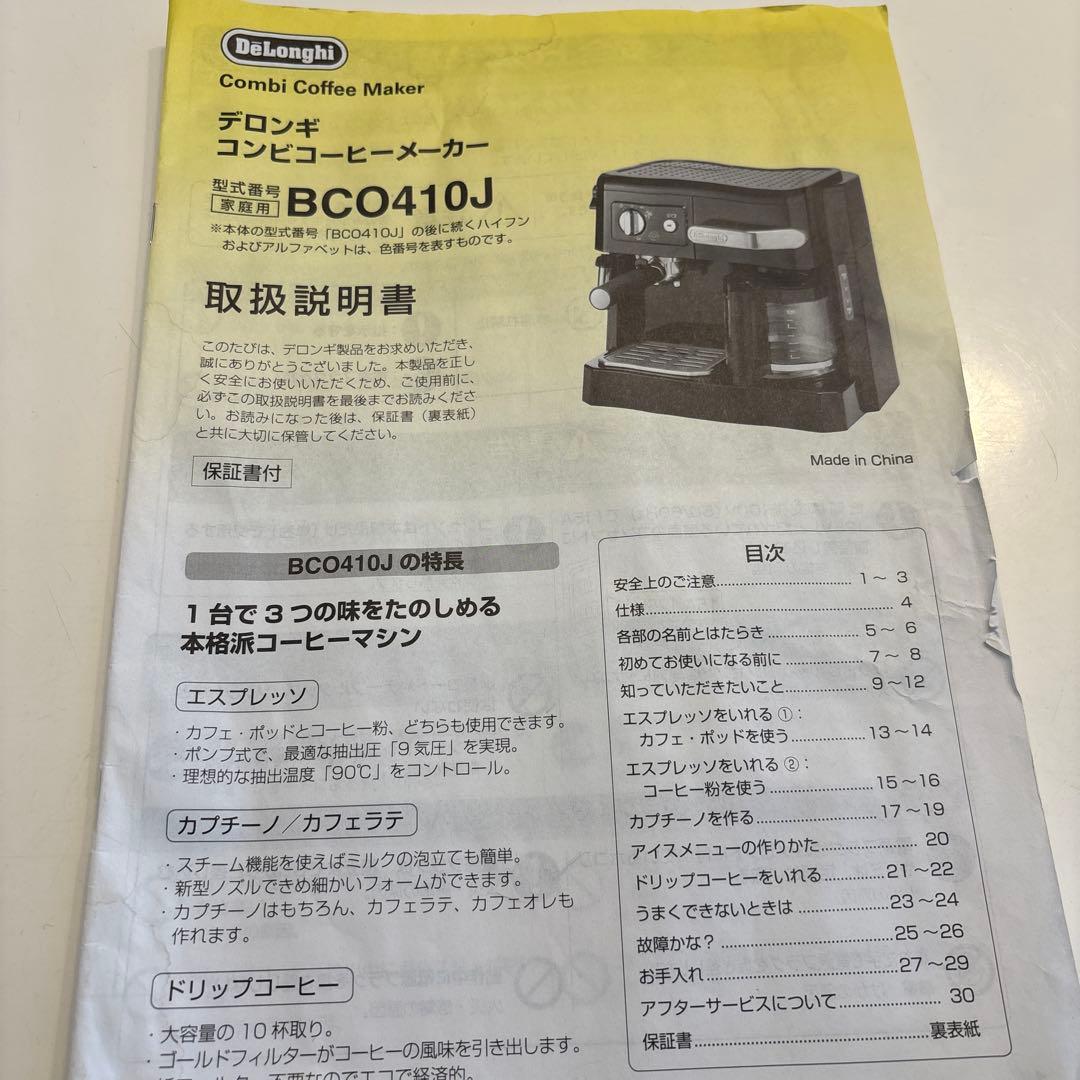 DeLonghi
Combi Coffee Maker
デロンギ
コンビコーヒーメーカー
型式番号
家庭用
BCO410J
※本体の型式番号「BCO410J」の後に続くハイフン
およびアルファベットは、色番号を表すものです。
取扱説明書
このたびは、デロンギ製品をお求めいただき、
誠にありがとうございました。本製品を正し
く安全にお使いいただくため、ご使用前に、
必ずこの取扱説明書を最後までお読みくださ
い。お読みになった後は、保証書（裏表紙）
と共に大切に保管してください。
保証書付
DeLonghi
Made in China
BCO410Jの特長
1台で3つの味をたのしめる
本格派コーヒーマシン
エスプレッソ
・カフェ・ポッドとコーヒー粉、どちらも使用できます。
・ポンプ式で、最適な抽出圧「9気圧」を実現。
・理想的な抽出温度「90℃」をコントロール。
カプチーノ／カフェラテ
・スチーム機能を使えばミルクの泡立ても簡単。
・新型ノズルできめ細かいフォームができます。
・カプチーノはもちろん、カフェラテ、カフェオレも
作れます。
ドリップコーヒー
・大容量の10杯取り。
・ゴールドフィルターがコーヒーの風味を引き出します。
紙フィルター不要なのでエコで経済的。
目次
安全上のご注意............................ 1～ 3
仕様.................................................... 4
各部の名前とはたらき................... 5～ 6
初めてお使いになる前に................ 7～ 8
知っていただきたいこと................. 9～12
エスプレッソをいれる①：
カフェ・ポッドを使う................13～14
エスプレッソをいれる②：
コーヒー粉を使う......................15～16
カプチーノを作る..........................17～19
アイスメニューの作りかた.................... 20
ドリップコーヒーをいれる.............21～22
うまくできないときは...................23～24
故障かな？....................................25～26
お手入れ........................................27～29
アフターサービスについて..................... 30
保証書................................................裏表紙